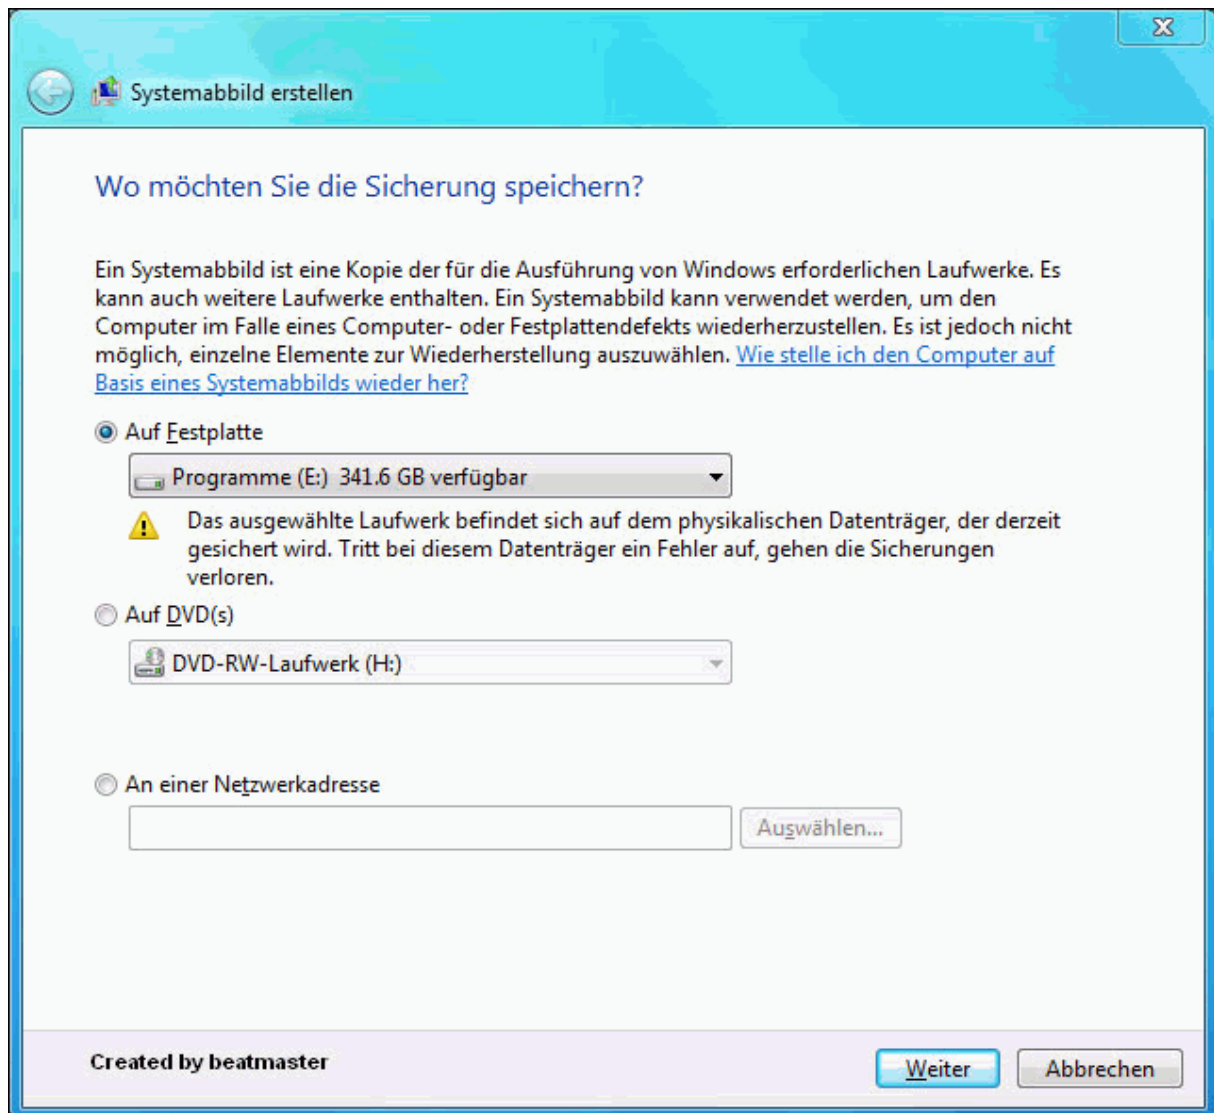 Systemabbild erstellen
Wo möchten Sie die Sicherung speichern?
Ein Systemabbild ist eine Kopie der für die Ausführung von Windows erforderlichen Laufwerke. Es
kann auch weitere Laufwerke enthalten. Ein Systemabbild kann verwendet werden, um den
Computer im Falle eines Computer- oder Festplattendefekts wiederherzustellen. Es ist jedoch nicht
möglich, einzelne Elemente zur Wiederherstellung auszuwählen. Wie stelle ich den Computer auf
Basis eines Systemabbilds wieder her?
Auf Festplatte
Programme (E:) 341.6 GB verfügbar
Das ausgewählte Laufwerk befindet sich auf dem physikalischen Datenträger, der derzeit
gesichert wird. Tritt bei diesem Datenträger ein Fehler auf, gehen die Sicherungen
verloren.
Auf DVD(s)
DVD-RW-Laufwerk (H:)
An einer Netzwerkadresse
Auswählen...
Created by beatmaster
Weiter
Abbrechen